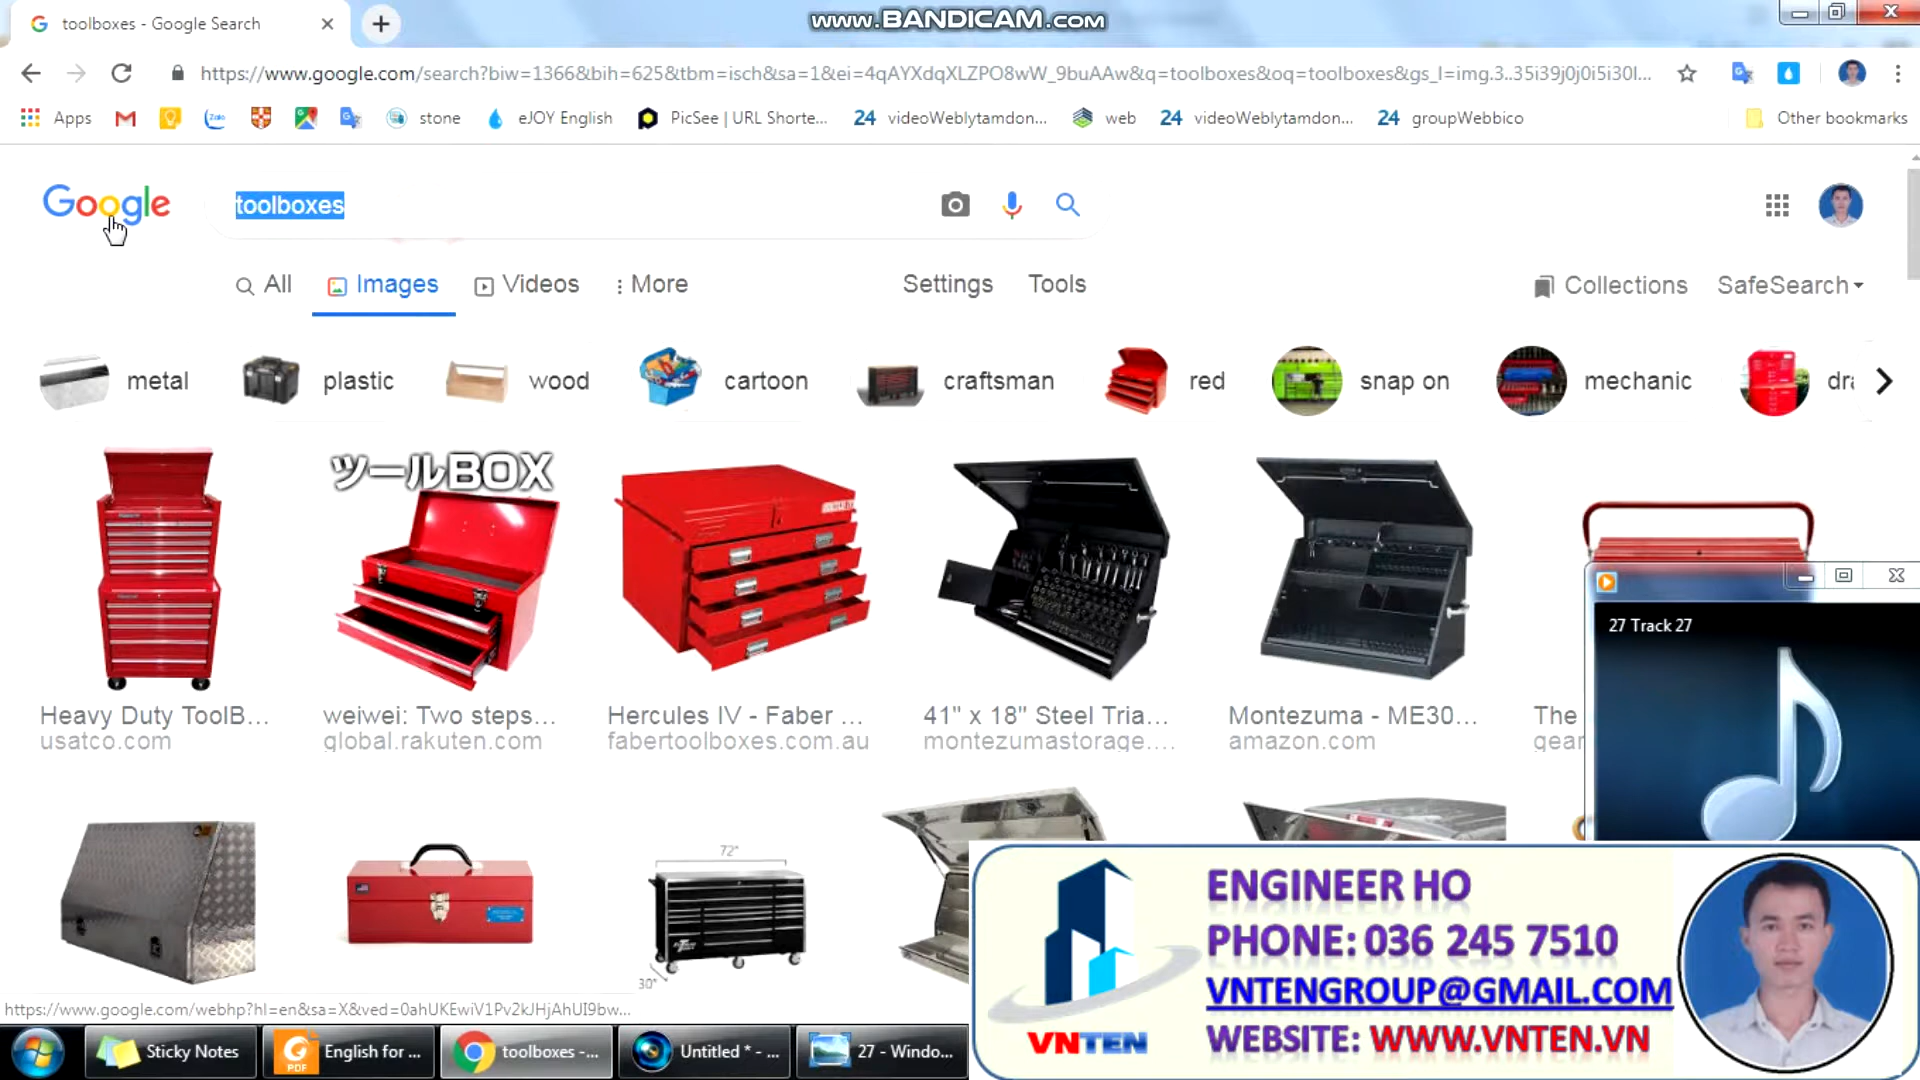 toolboxes - Google Search
www.BANDICAM.com
https://www.google.com/search?biw=1366&bih=625&tbm=isch&sa=1&ei=4qAYXdqXLZPO8wW_9buAAw&q=toolboxes&oq=toolboxes&gs_l=img.3..35i39j0j0i5i30l...
Apps
Zalo
stone
eJOY English
PicSee | URL Shorte...
24 videoWeblytamdon...
web
24 videoWeblytamdon...
24 groupWebbico
Other bookmarks
Google
toolboxes
All
Images
Videos
More
Settings
Tools
Collections
SafeSearch
metal
plastic
wood
cartoon
craftsman
red
snap on
mechanic
ツールBOX
27 Track 27
Heavy Duty ToolB...
usatco.com
weiwei: Two steps...
global.rakuten.com
Hercules IV - Faber ...
fabertoolboxes.com.au
41" x 18" Steel Tria...
montezumastorage....
Montezuma - ME30...
amazon.com
The
gear
72"
30"
ENGINEER HO
PHONE: 036 245 7510
VNTENGROUP@GMAIL.COM
WEBSITE: WWW.VNTEN.VN
VNTEN
https://www.google.com/webhp?hl=en&sa=X&ved=0ahUKEwiV1Pv2kJHjAhUI9bw...
Sticky Notes
PDF
English for ...
toolboxes -...
Untitled * - ...
27 - Windo...